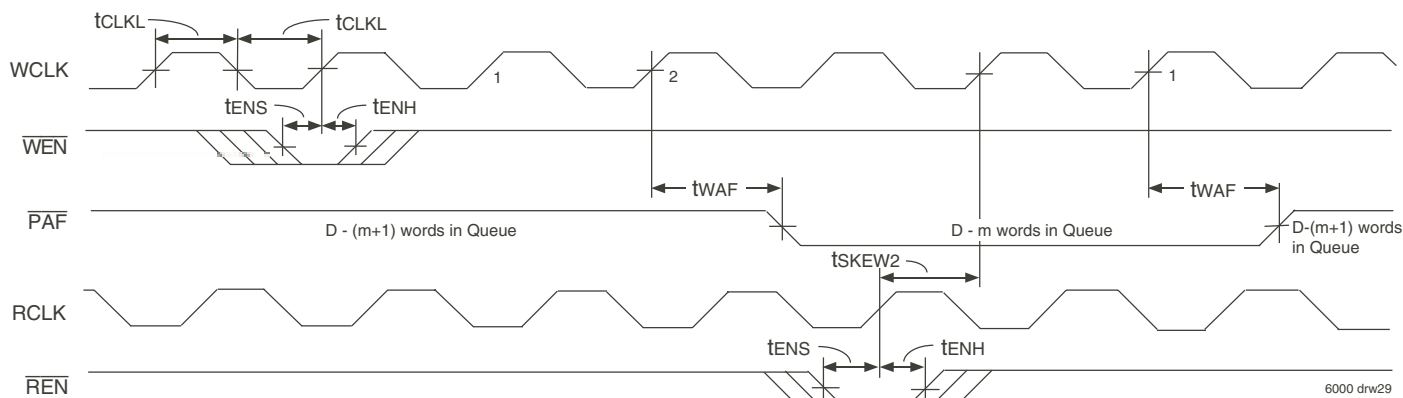 tCLKL tCLKL
WCLK 1 2 1
tENS tENH
WEN
tWAF tWAF
PAF
D - (m+1) words in Queue D - m words in Queue D-(m+1) words
in Queue
tSKEW2
RCLK
tENS tENH
REN
6000 drw29